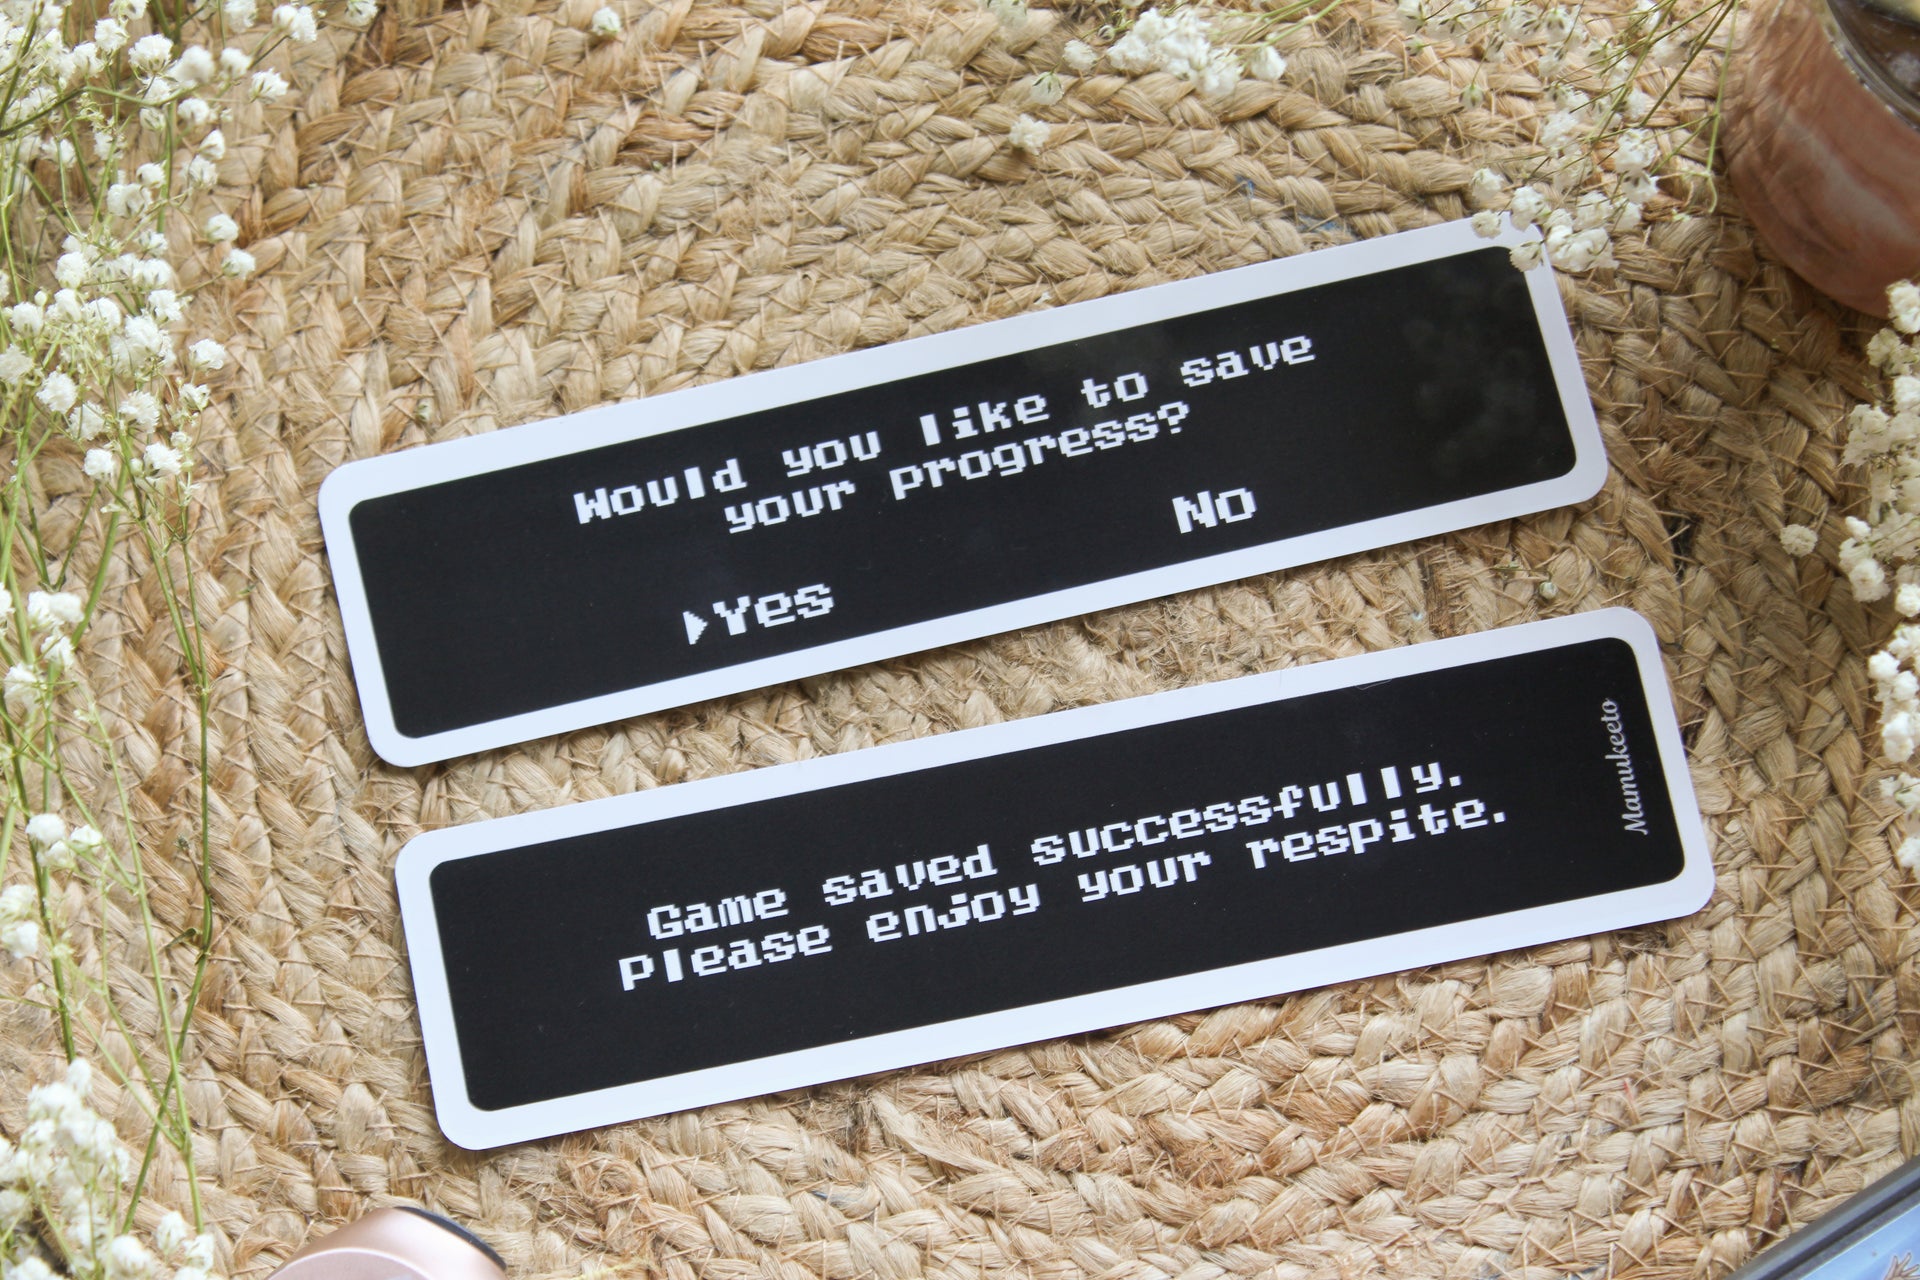 Would you like to save
your progress?
▶Yes No
Game saved successfully.
Please enjoy your respite.
Mamukeeto